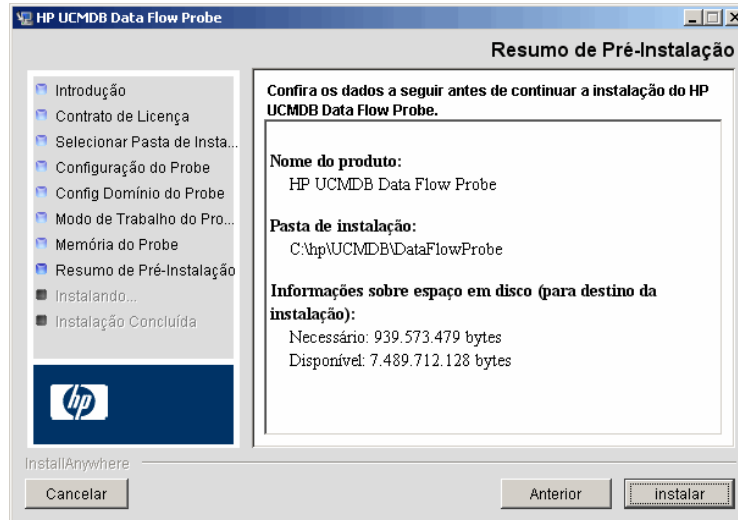 HP UCMDB Data Flow Probe
Resumo de Pré-Instalação
Introdução
Contrato de Licença
Selecionar Pasta de Insta...
Configuração do Probe
Config Domínio do Probe
Modo de Trabalho do Pro...
Memória do Probe
Resumo de Pré-Instalação
Instalando...
Instalação Concluída
hp
Confira os dados a seguir antes de continuar a instalação do HP
UCMDB Data Flow Probe.
Nome do produto:
HP UCMDB Data Flow Probe
Pasta de instalação:
C:\hp\UCMDB\DataFlowProbe
Informações sobre espaço em disco (para destino da
instalação):
Necessário: 939.573.479 bytes
Disponível: 7.489.712.128 bytes
InstallAnywhere
Cancelar
Anterior
instalar